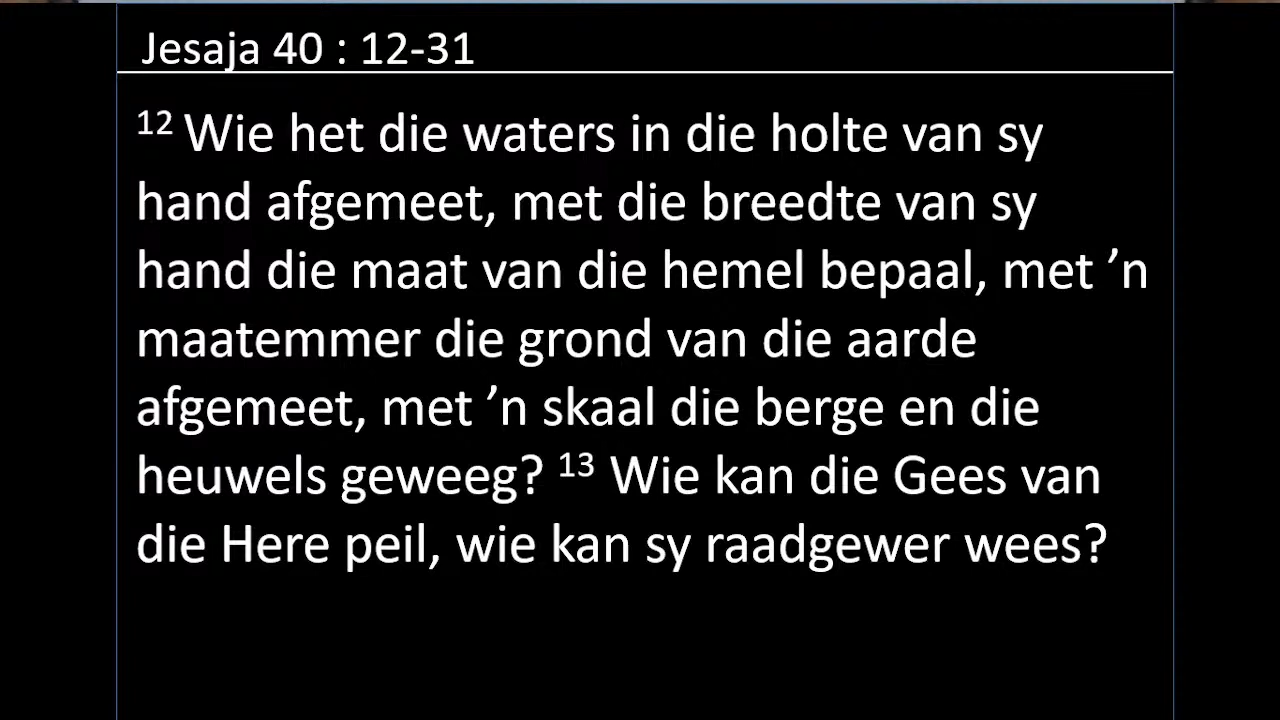 Jesaja 40 : 12-31
12 Wie het die waters in die holte van sy
hand afgemeet, met die breedte van sy
hand die maat van die hemel bepaal, met ’n
maatemmer die grond van die aarde
afgemeet, met ’n skaal die berge en die
heuwels geweeg? 13 Wie kan die Gees van
die Here peil, wie kan sy raadgewer wees?